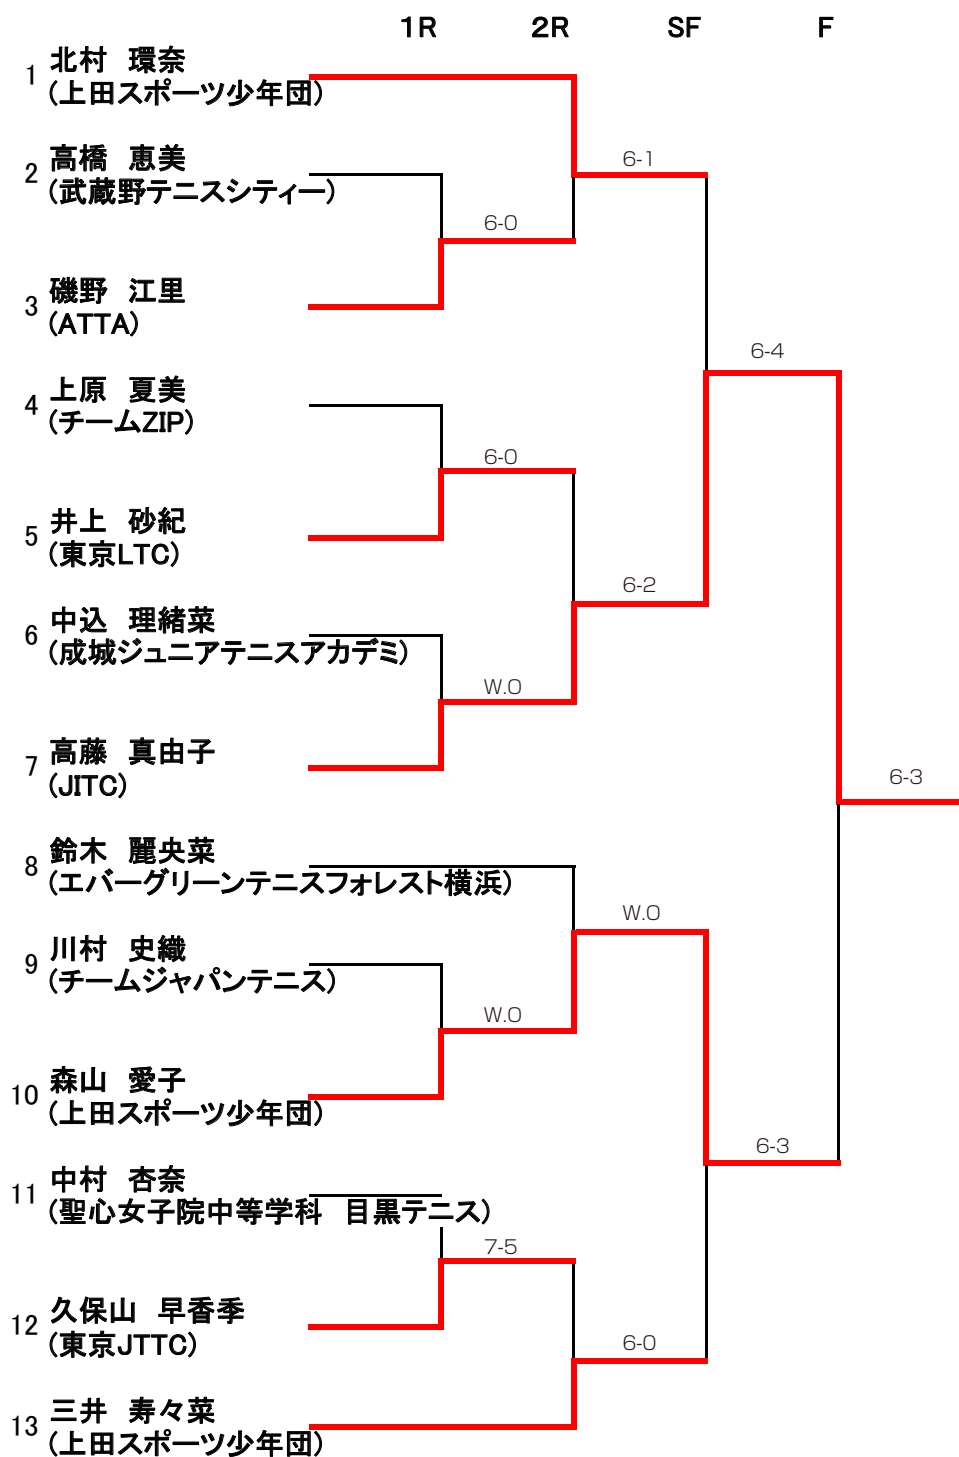 1R 2R SF F
1 北村　環奈
(上田スポーツ少年団)
6-1
2 高橋　恵美
(武蔵野テニスシティー)
6-0
3 磯野　江里
(ATTA)
6-4
4 上原　夏美
(チームZIP)
6-0
5 井上　砂紀
(東京LTC)
6-2
6 中込　理緒菜
(成城ジュニアテニスアカデミ)
W.O
7 高藤　真由子
(JITC)
6-3
8 鈴木　麗央菜
(エバーグリーンテニスフォレスト横浜)
W.O
9 川村　史織
(チームジャパンテニス)
W.O
10 森山　愛子
(上田スポーツ少年団)
6-3
11 中村　杏奈
(聖心女子院中等学科　目黒テニス)
7-5
12 久保山　早香季
(東京JTTC)
6-0
13 三井　寿々菜
(上田スポーツ少年団)